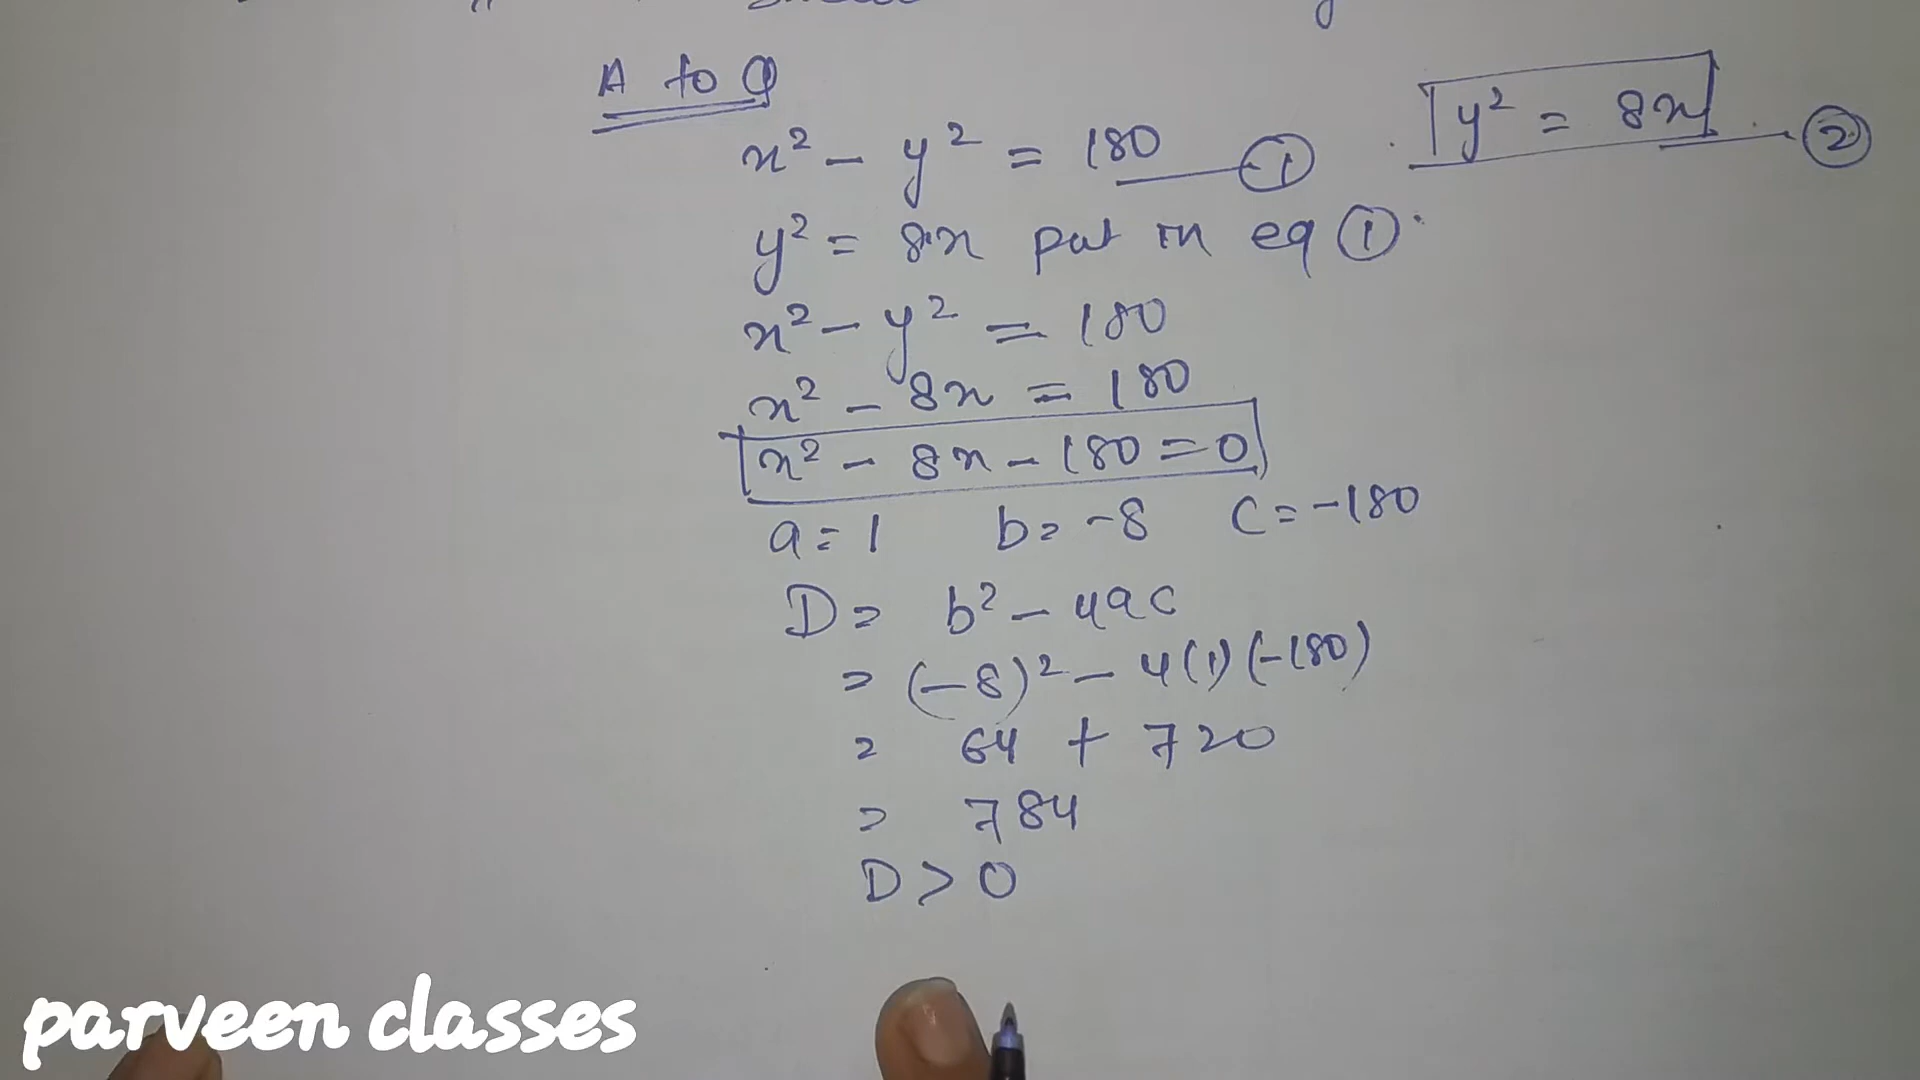 A to Q
x² - y² = 180 — ① y² = 8x — ②
y² = 8x put in eq ①
x² - y² = 180
x² - 8x = 180
x² - 8x - 180 = 0
a = 1 b = -8 c = -180
D = b² - 4ac
= (-8)² - 4(1)(-180)
= 64 + 720
= 784
D > 0
parveen classes